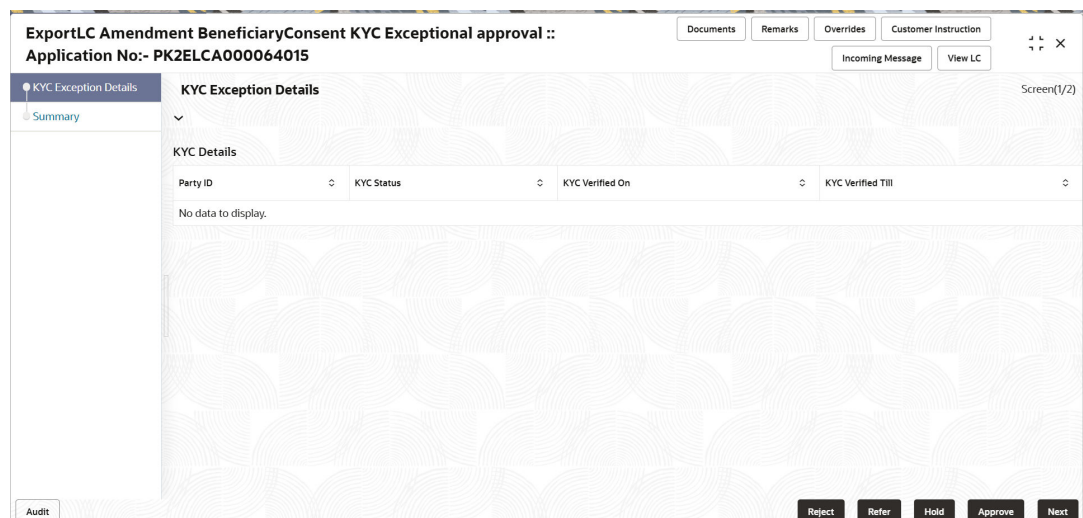 ExportLC Amendment BeneficiaryConsent KYC Exceptional approval ::
Application No:- PK2ELCA000064015
Documents Remarks Overrides Customer Instruction
Incoming Message View LC
KYC Exception Details
Summary
KYC Exception Details
Screen(1/2)
KYC Details
Party ID KYC Status KYC Verified On KYC Verified Till
No data to display.
Audit
Reject Refer Hold Approve Next